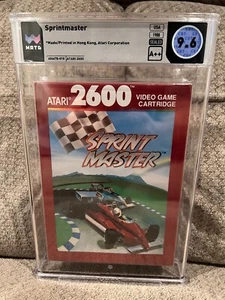 WATA
Sprintmaster
*Made/Printed in Hong Kong, Atari Corporation
USA
1988
SEALED
9.6
A++
ATARI 2600
VIDEO GAME
CARTRIDGE
SPRINT
MASTER